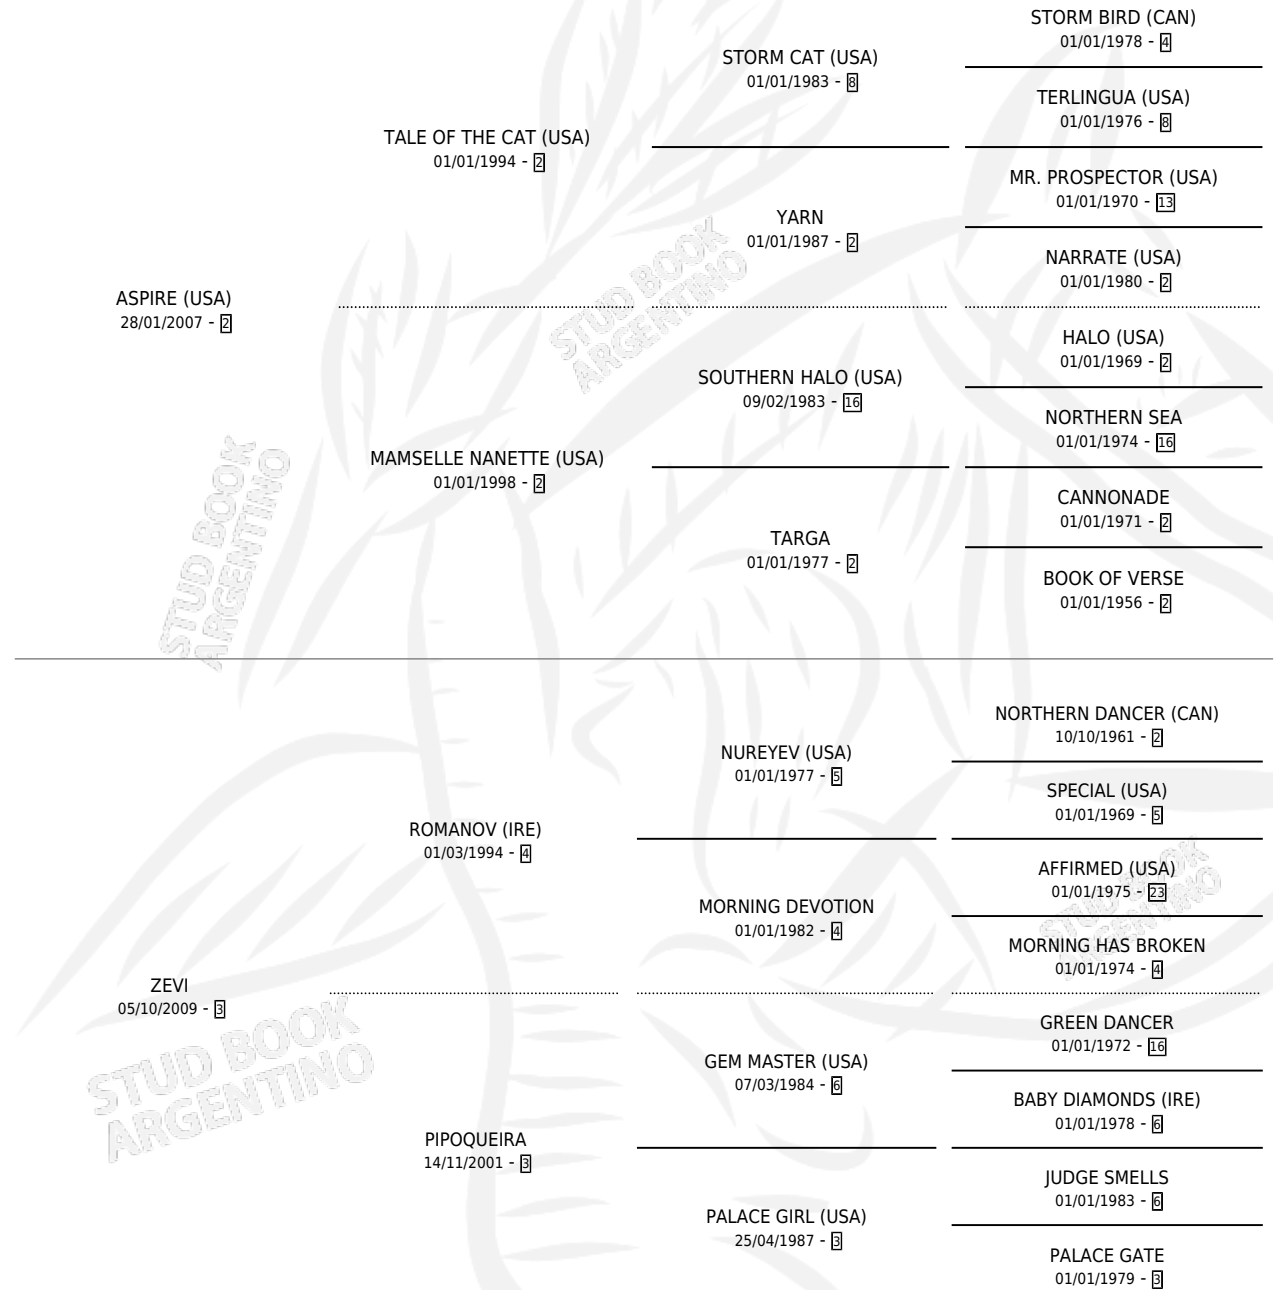 STORM BIRD (CAN)
01/01/1978 - 4
STORM CAT (USA)
01/01/1983 - 8
TERLINGUA (USA)
01/01/1976 - 8
TALE OF THE CAT (USA)
01/01/1994 - 2
MR. PROSPECTOR (USA)
01/01/1970 - 13
YARN
01/01/1987 - 2
NARRATE (USA)
01/01/1980 - 2
ASPIRE (USA)
28/01/2007 - 2
HALO (USA)
01/01/1969 - 2
SOUTHERN HALO (USA)
09/02/1983 - 16
NORTHERN SEA
01/01/1974 - 16
MAMSELLE NANETTE (USA)
01/01/1998 - 2
CANNONADE
01/01/1971 - 2
TARGA
01/01/1977 - 2
BOOK OF VERSE
01/01/1956 - 2
NORTHERN DANCER (CAN)
10/10/1961 - 2
NUREYEV (USA)
01/01/1977 - 5
SPECIAL (USA)
01/01/1969 - 5
ROMANOV (IRE)
01/03/1994 - 4
AFFIRMED (USA)
01/01/1975 - 23
MORNING DEVOTION
01/01/1982 - 4
MORNING HAS BROKEN
01/01/1974 - 4
ZEVI
05/10/2009 - 3
GREEN DANCER
01/01/1972 - 16
GEM MASTER (USA)
07/03/1984 - 6
BABY DIAMONDS (IRE)
01/01/1978 - 6
PIPOQUEIRA
14/11/2001 - 3
JUDGE SMELLS
01/01/1983 - 6
PALACE GIRL (USA)
25/04/1987 - 3
PALACE GATE
01/01/1979 - 3
STUD BOOK
ARGENTINO
STUD BOOK
ARGENTINO
STUD BOOK
ARGENTINO
STUD BOOK
ARGENTINO